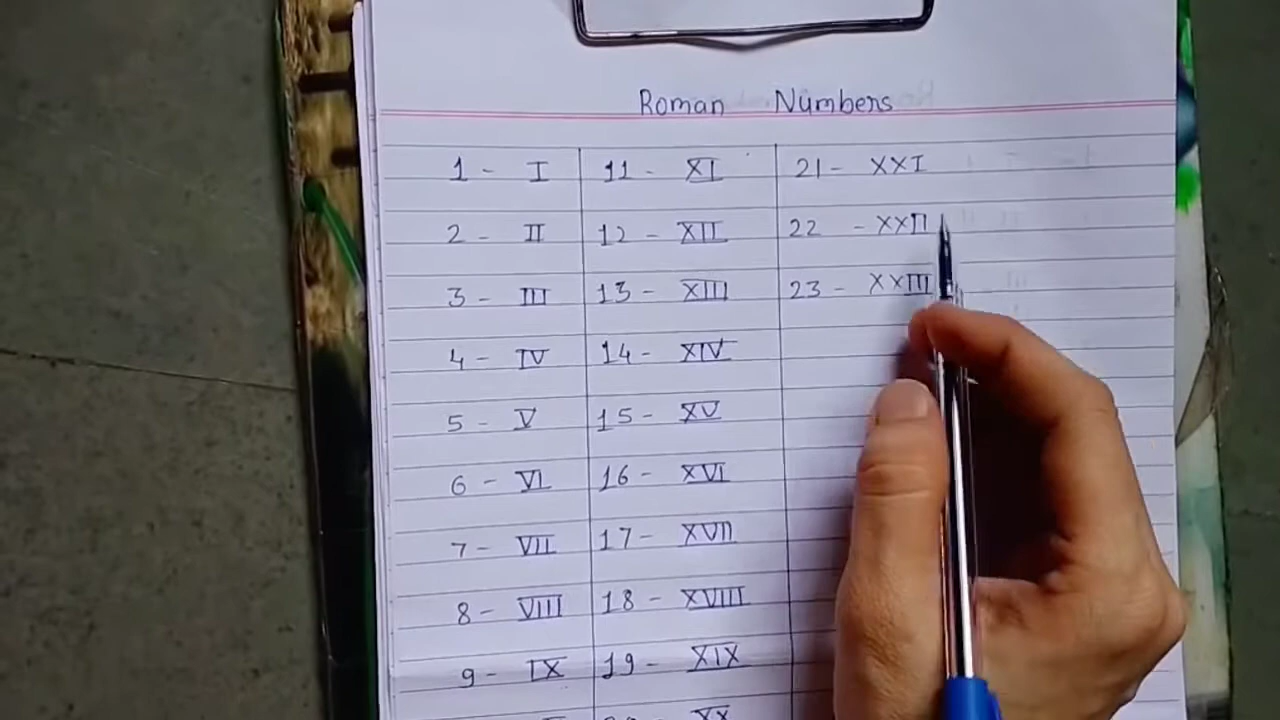 Roman Numbers
1 - I 11 - XI 21 - XXI
2 - II 12 - XII 22 - XXII
3 - III 13 - XIII 23 - XXIII
4 - IV 14 - XIV
5 - V 15 - XV
6 - VI 16 - XVI
7 - VII 17 - XVII
8 - VIII 18 - XVIII
9 - IX 19 - XIX
XX